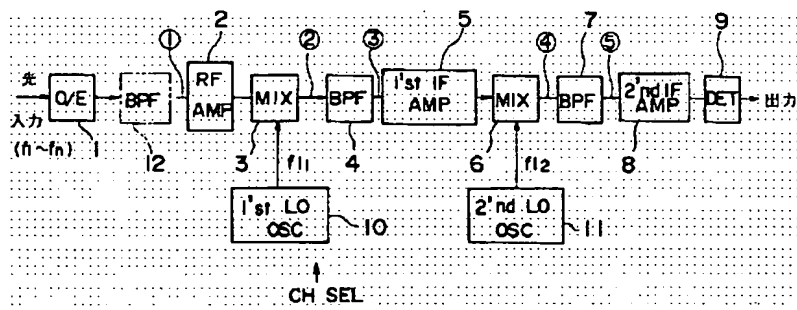 5
7
2
9
① ② ③ ④ ⑤
光
入力
(f1~fn)
O/E
BPF
RF
AMP
MIX
BPF
1'st IF
AMP
MIX
BPF
2'nd IF
AMP
DET
出力
1
12
3
4
6
8
fl1
fl2
1'st LO
OSC
10
2'nd LO
OSC
11
CH SEL